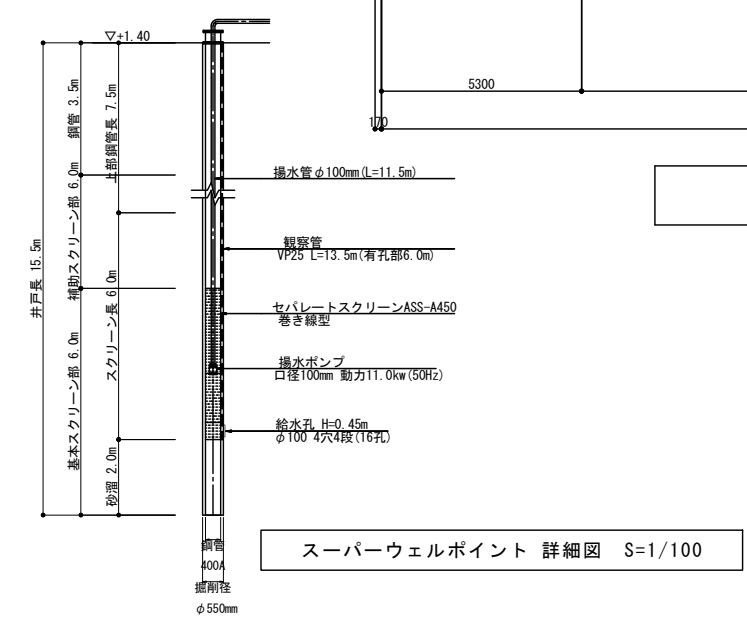 ▽+1.40
5300
170
井戸長 15.5m
鋼管 3.5m
補助スクリーン部 6.0m
基本スクリーン部 6.0m
上部鋼管長 7.5m
スクリーン長 6.0m
砂溜 2.0m
揚水管φ100mm(L=11.5m)
観察管
VP25 L=13.5m(有孔部6.0m)
セパレートスクリーンASS-A450
巻き線型
揚水ポンプ
口径100mm 動力11.0kw(50Hz)
給水孔 H=0.45m
φ100 4穴4段(16孔)
鋼管
400A
掘削径
φ550mm
スーパーウェルポイント 詳細図 S=1/100